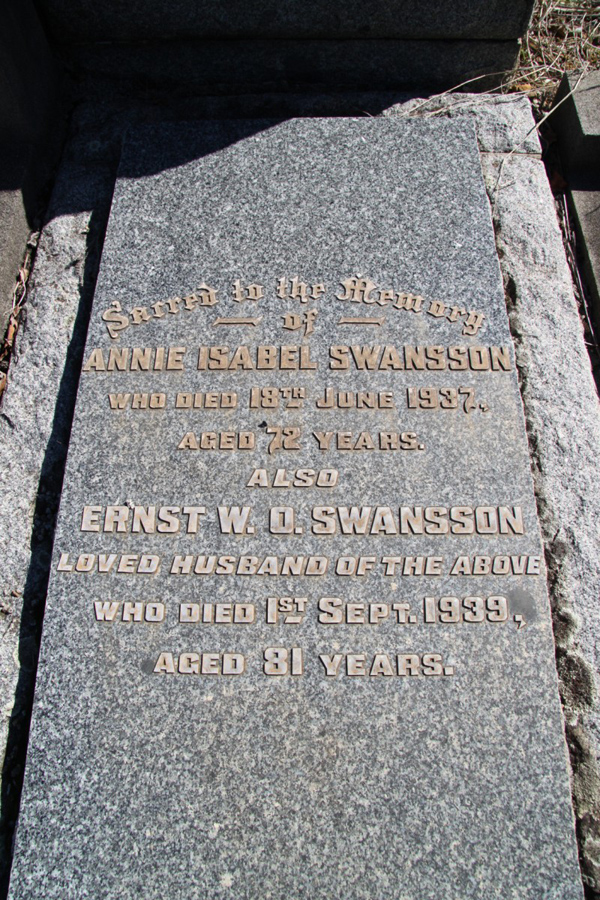 Sacred to the Memory
of
ANNIE ISABEL SWANSSON
WHO DIED 18TH JUNE 1937,
AGED 72 YEARS.
ALSO
ERNST W. O. SWANSSON
LOVED HUSBAND OF THE ABOVE
WHO DIED 1ST SEPT. 1939,
AGED 81 YEARS.